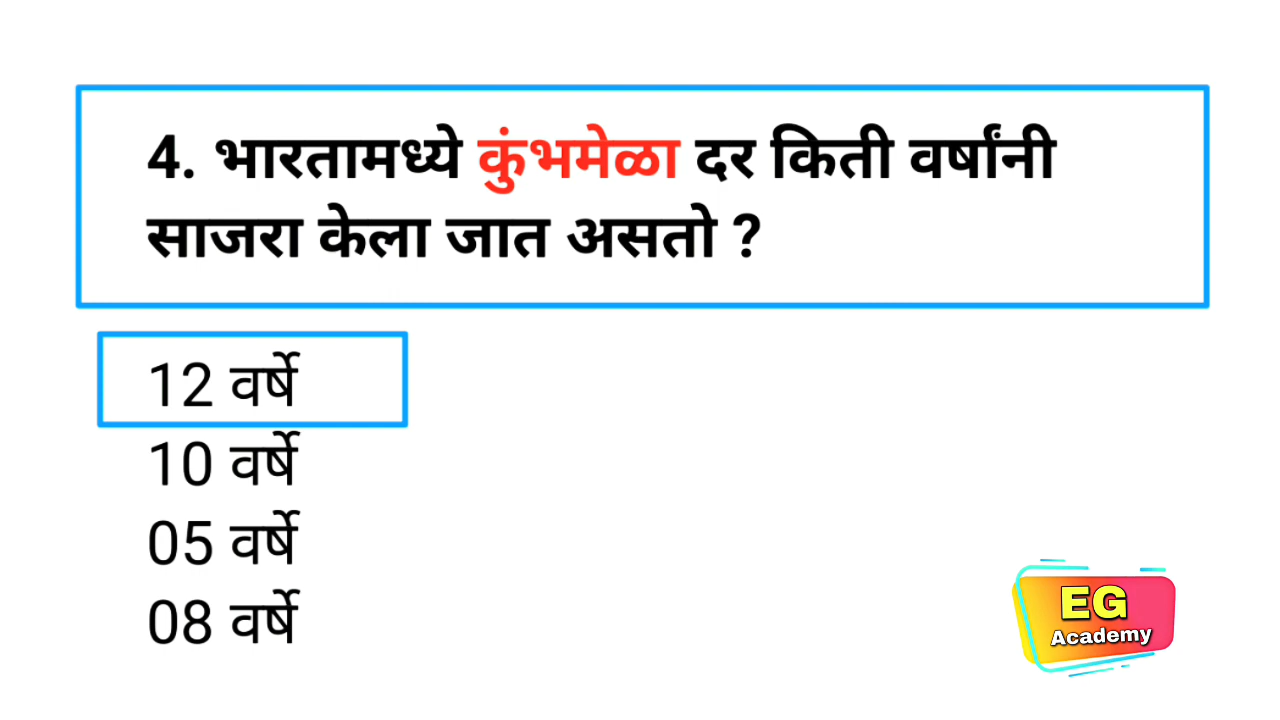 4. भारतामध्ये कुंभमेळा दर किती वर्षांनी
साजरा केला जात असतो ?
12 वर्षे
10 वर्षे
05 वर्षे
08 वर्षे
EG
Academy